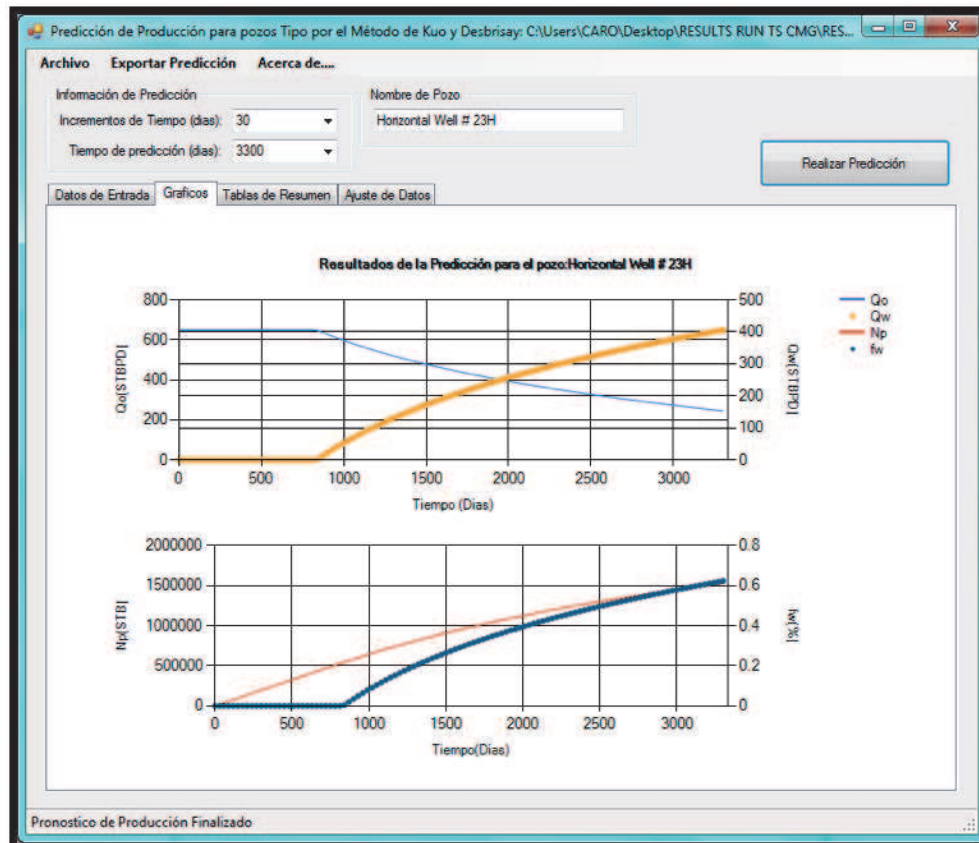 Predicción de Producción para pozos Tipo por el Método de Kuo y Desbrisay: C:\Users\CARO\Desktop\RESULTS RUN TS CMG\RES...
Archivo Exportar Predicción Acerca de....
Información de Predicción
Incrementos de Tiempo (dias): 30
Tiempo de predicción (dias): 3300
Nombre de Pozo
Horizontal Well # 23H
Realizar Predicción
Datos de Entrada Graficos Tablas de Resumen Ajuste de Datos
Resultados de la Predicción para el pozo:Horizontal Well # 23H
800
600
400
200
0
Qo[STBPD]
500
400
300
200
100
0
Qw[STBPD]
0 500 1000 1500 2000 2500 3000
Tiempo (Dias)
Qo
Qw
Np
fw
2000000
1500000
1000000
500000
0
Np[STB]
0.8
0.6
0.4
0.2
0
fw[%]
0 500 1000 1500 2000 2500 3000
Tiempo(Dias)
Pronostico de Producción Finalizado